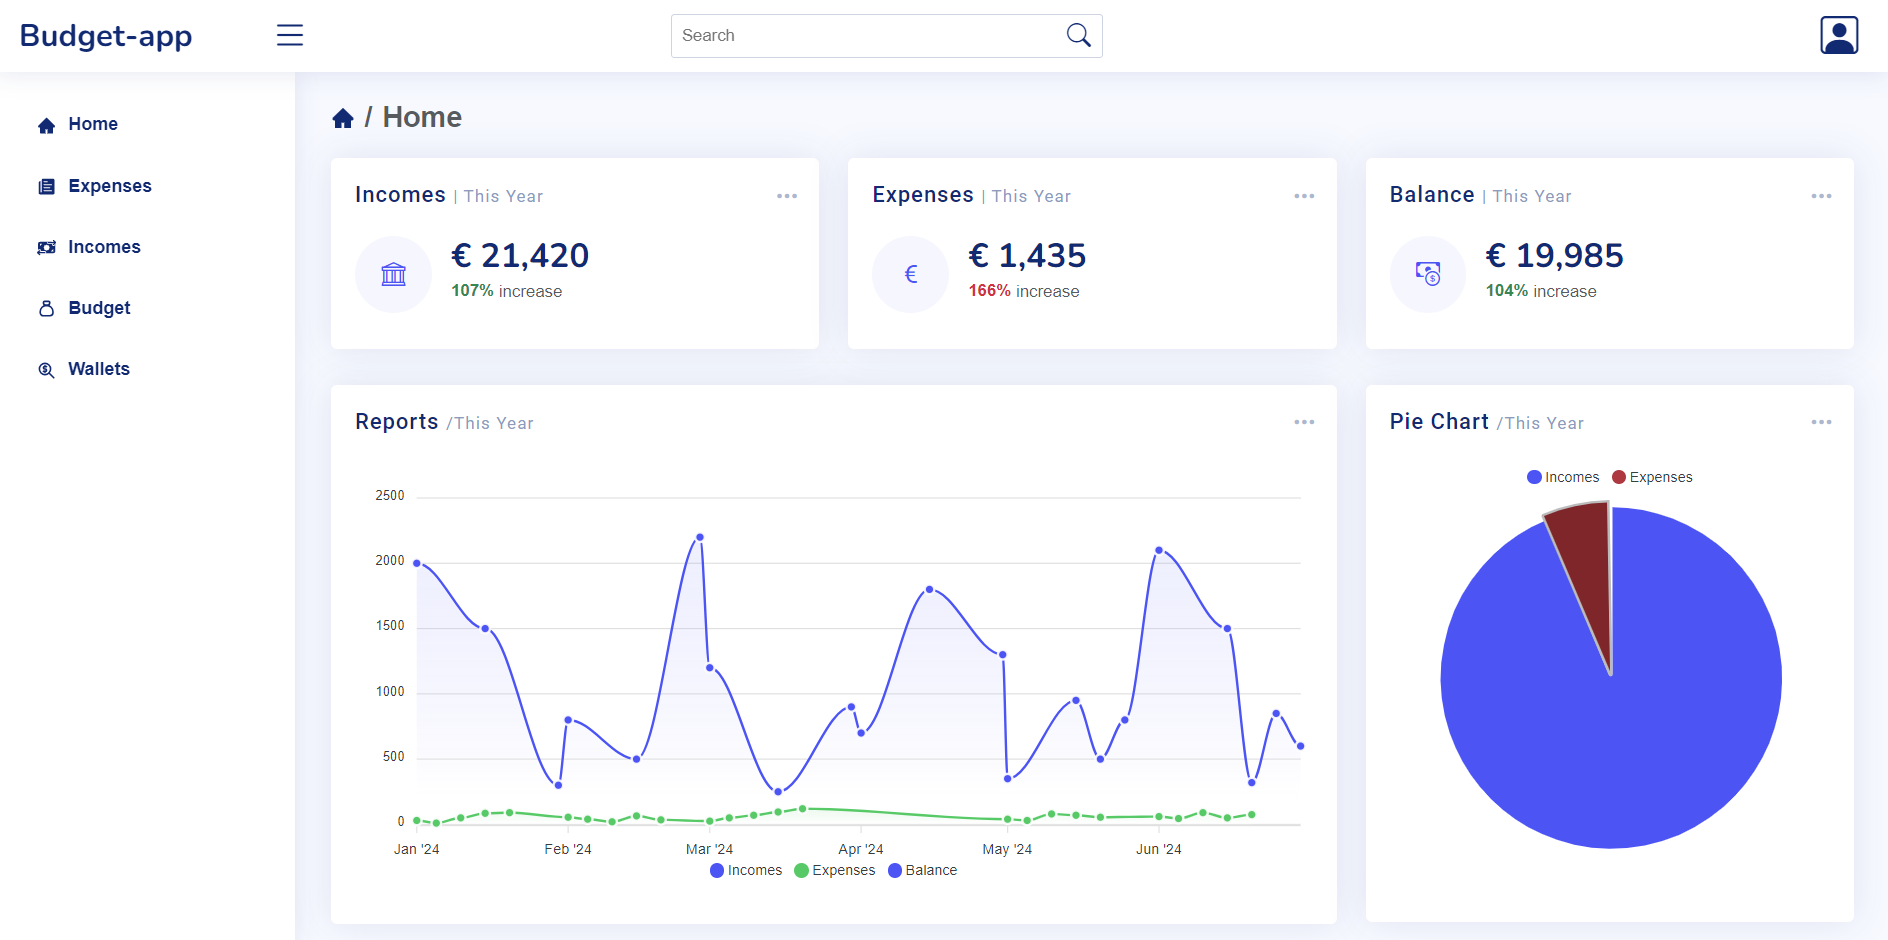 Budget-app
Search
Home
Expenses
Incomes
Budget
Wallets
/ Home
Incomes | This Year
€ 21,420
107% increase
Expenses | This Year
€
€ 1,435
166% increase
Balance | This Year
€ 19,985
104% increase
Reports /This Year
2500
2000
1500
1000
500
0
Jan '24 Feb '24 Mar '24 Apr '24 May '24 Jun '24
Incomes Expenses Balance
Pie Chart /This Year
Incomes Expenses